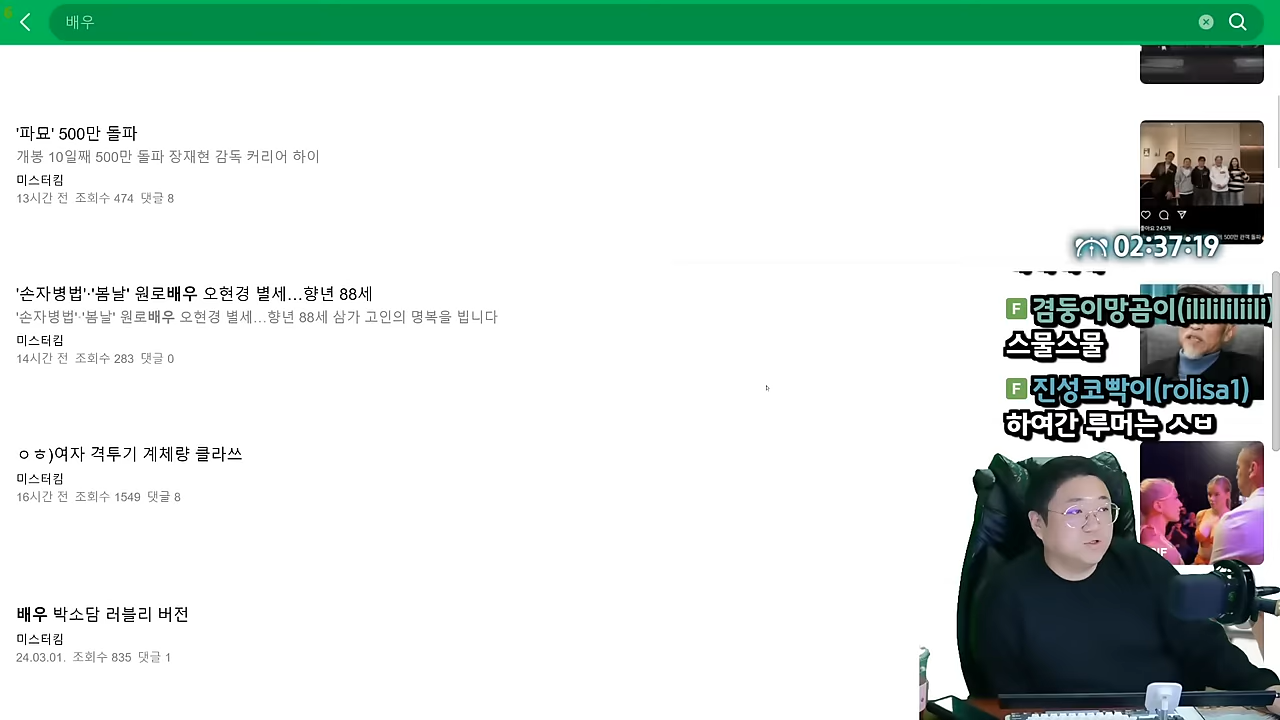 배우
'파묘' 500만 돌파
개봉 10일째 500만 돌파 장재현 감독 커리어 하이
미스터킴
13시간 전 조회수 474 댓글 8
좋아요 245개
02:37:19
'손자병법'·'봄날' 원로배우 오현경 별세…향년 88세
'손자병법'·'봄날' 원로배우 오현경 별세…향년 88세 삼가 고인의 명복을 빕니다
미스터킴
14시간 전 조회수 283 댓글 0
F 겸둥이망곰이(ilililililiili)
스물스물
F 진성코빡이(rolisa1)
하여간 루머는 ㅅㅂ
ㅇㅎ)여자 격투기 계체량 클라쓰
미스터킴
16시간 전 조회수 1549 댓글 8
배우 박소담 러블리 버전
미스터킴
24.03.01. 조회수 835 댓글 1